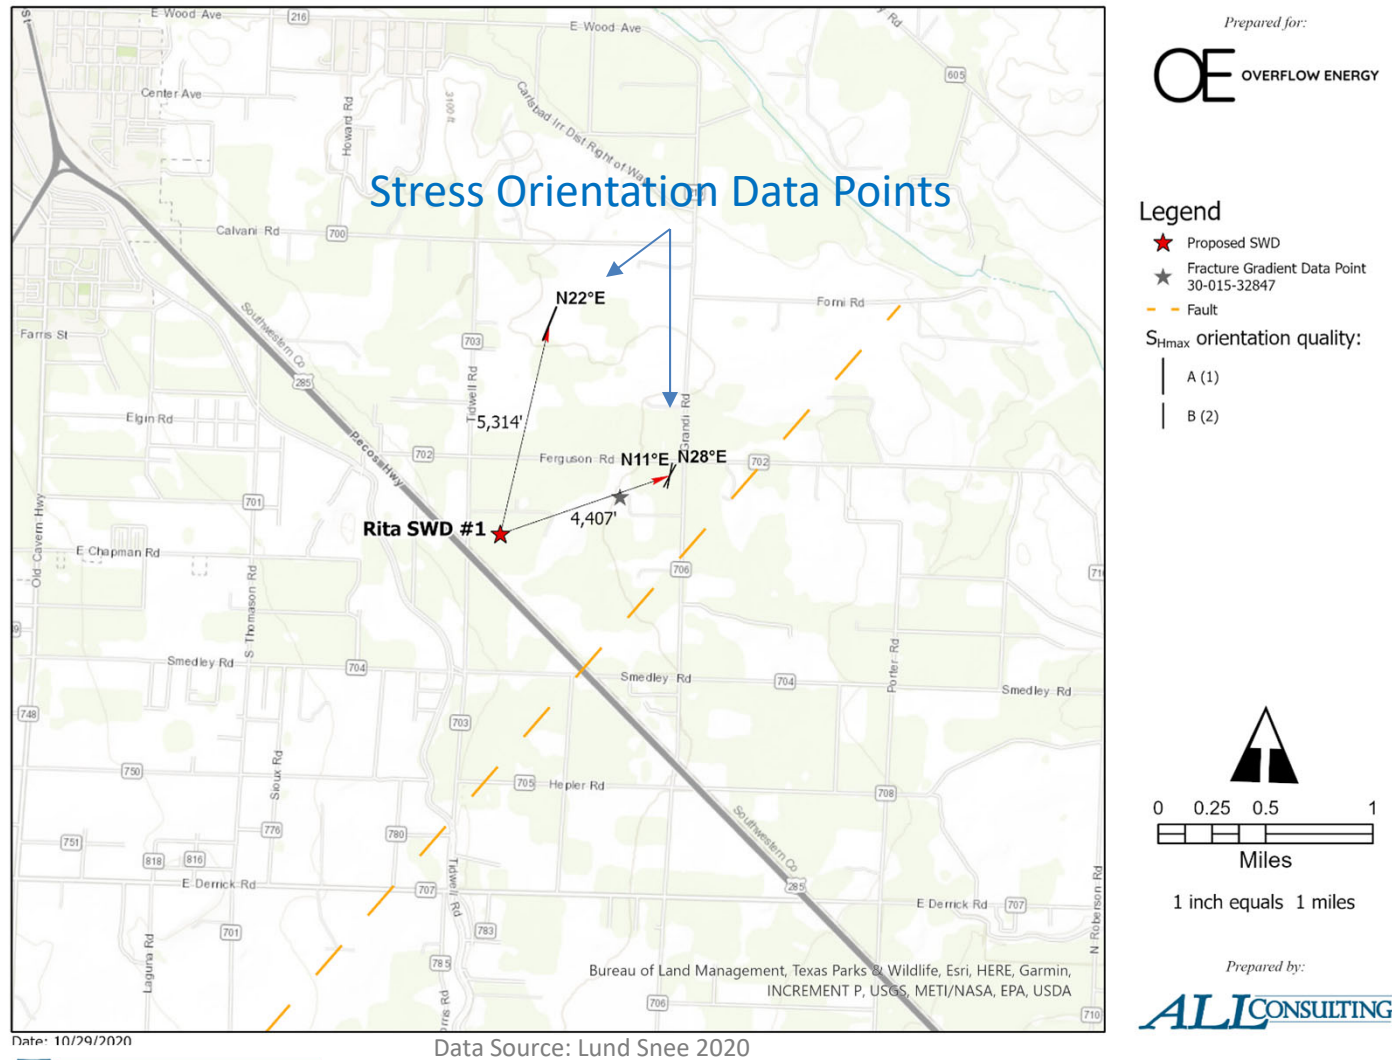 E Wood Ave
216
E Wood Ave
St
Prepared for:
OE OVERFLOW ENERGY
605
Center Ave
Howard Rd
3100 ft
Carlsbad Irr Dist Right of Way
Stress Orientation Data Points
Calvani Rd
700
Legend
Proposed SWD
Fracture Gradient Data Point
30-015-32847
Fault
SHmax orientation quality:
A (1)
B (2)
N22°E
Forni Rd
Farris St
Southwestern Co
285
703
Tidwell Rd
5,314'
Elgin Rd
Pecos Hwy
702
Ferguson Rd
N11°E
N28°E
Grandi Rd
702
4,407'
701
Rita SWD #1
Old Cavern Hwy
E Chapman Rd
S Thomason Rd
706
710
Smedley Rd
704
Smedley Rd
704
Porter Rd
Smedley Rd
748
703
750
Sioux Rd
705
Hepler Rd
708
776
780
751
818
816
Southwestern Co
285
E Derrick Rd
707
Tidwell Rd
E Derrick Rd
707
N Roberson Rd
701
783
Laguna Rd
785
706
710
0 0.25 0.5 1
Miles
1 inch equals 1 miles
Bureau of Land Management, Texas Parks & Wildlife, Esri, HERE, Garmin,
INCREMENT P, USGS, METI/NASA, EPA, USDA
Prepared by:
ALL CONSULTING
Date: 10/29/2020
Data Source: Lund Snee 2020